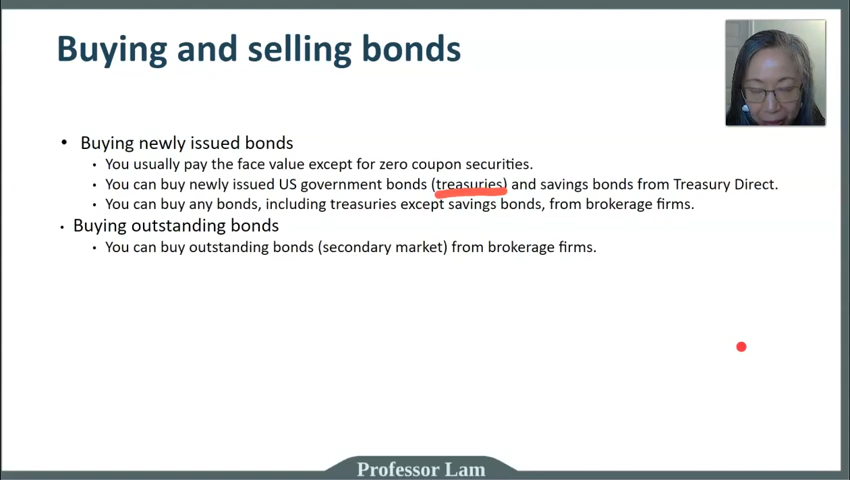 Buying and selling bonds
• Buying newly issued bonds
• You usually pay the face value except for zero coupon securities.
• You can buy newly issued US government bonds (treasuries) and savings bonds from Treasury Direct.
• You can buy any bonds, including treasuries except savings bonds, from brokerage firms.
• Buying outstanding bonds
• You can buy outstanding bonds (secondary market) from brokerage firms.
Professor Lam